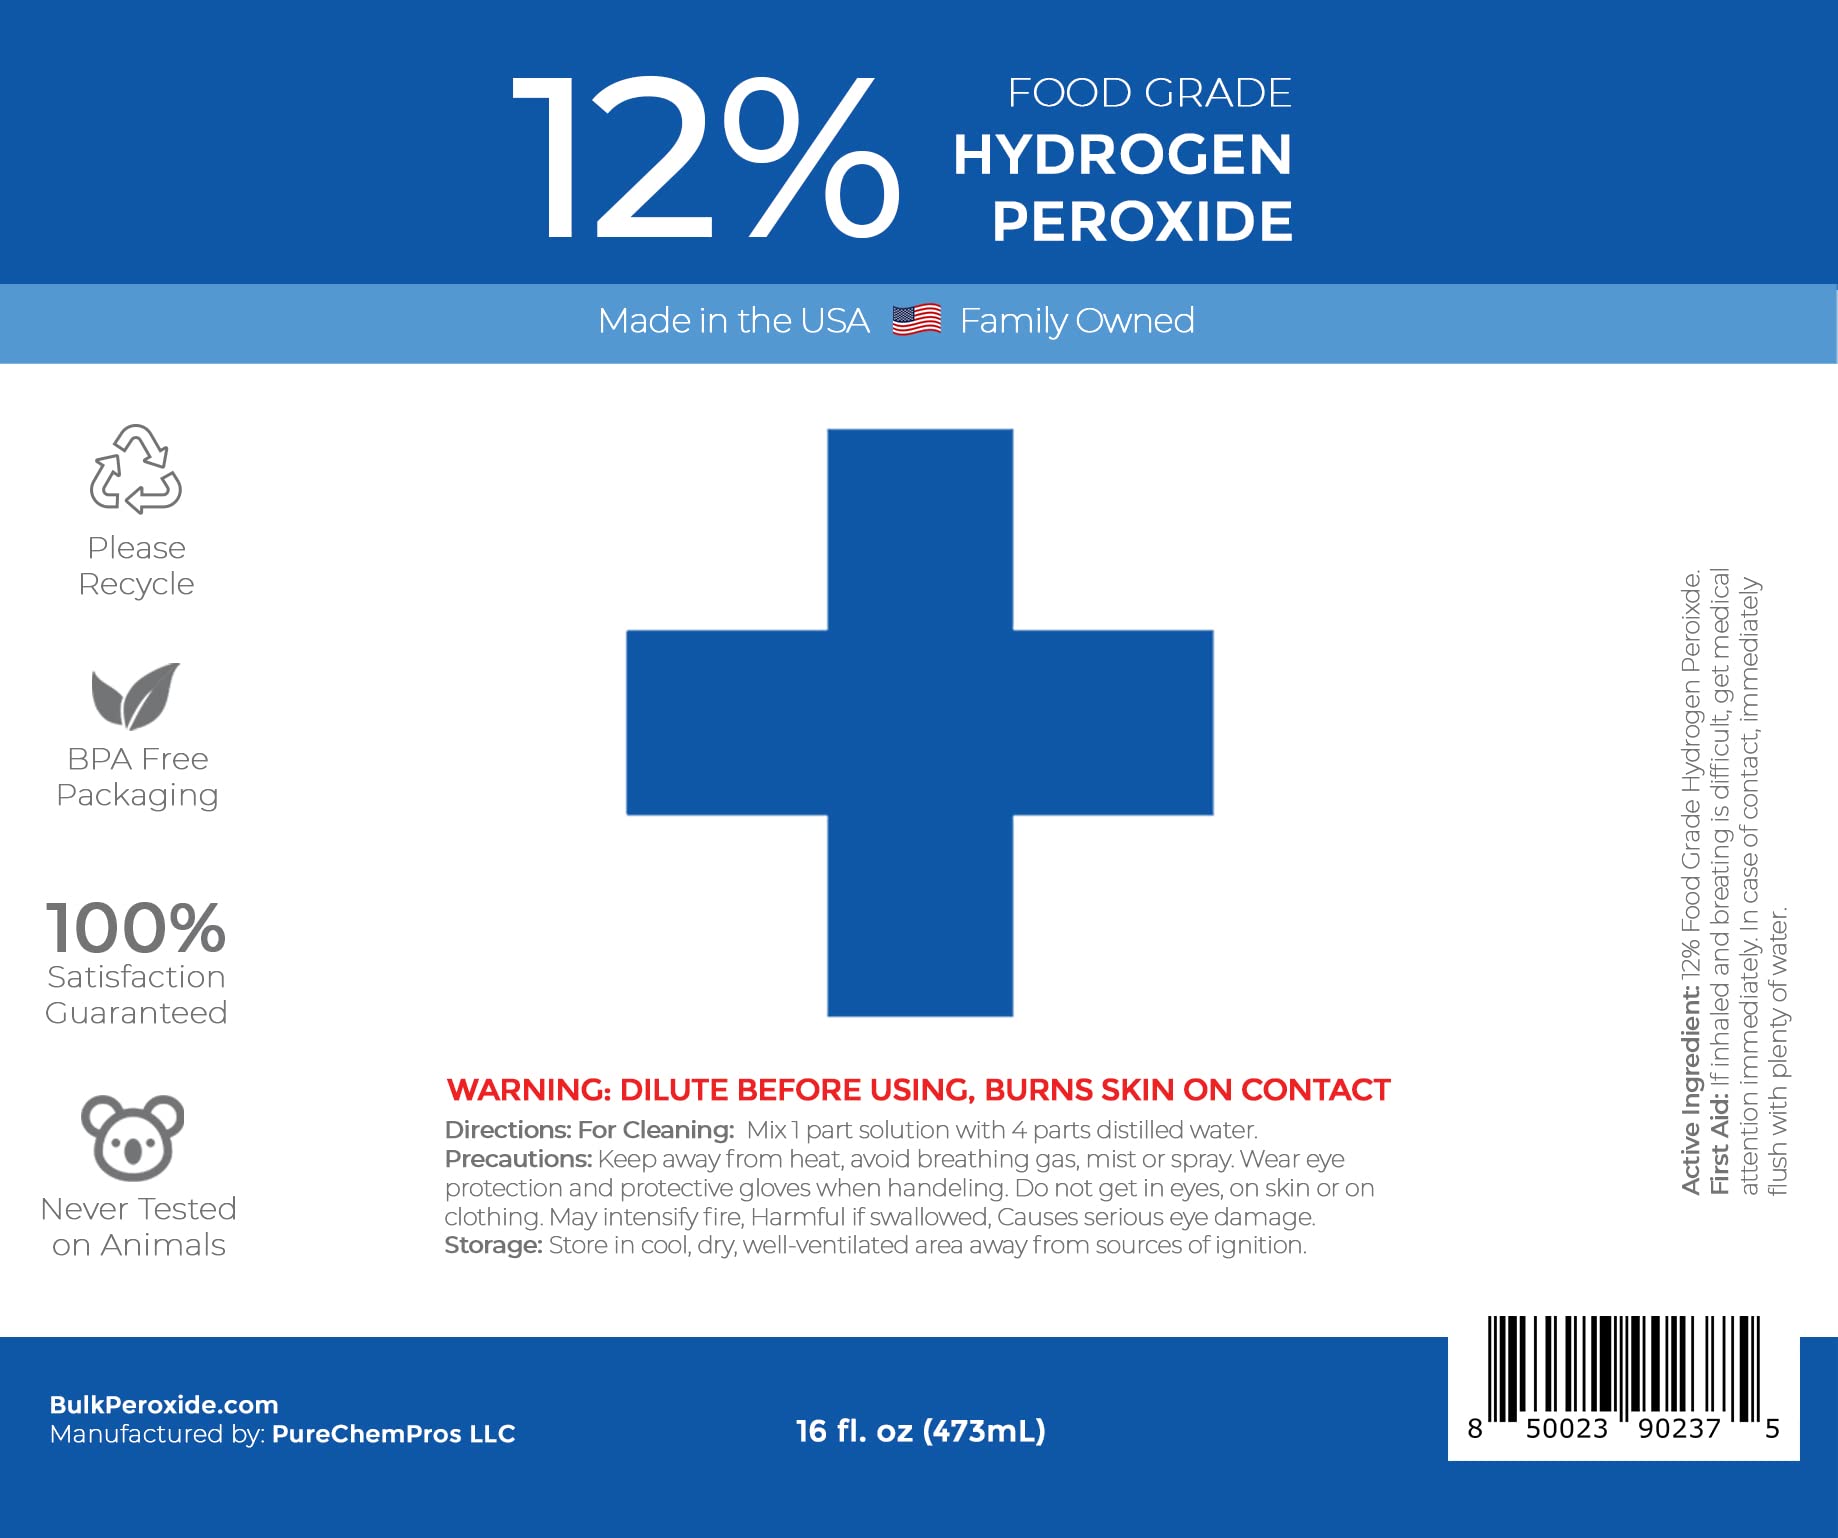 12%
FOOD GRADE
HYDROGEN
PEROXIDE
Made in the USA Family Owned
Please
Recycle
BPA Free
Packaging
100%
Satisfaction
Guaranteed
Never Tested
on Animals
WARNING: DILUTE BEFORE USING, BURNS SKIN ON CONTACT
Directions: For Cleaning: Mix 1 part solution with 4 parts distilled water.
Precautions: Keep away from heat, avoid breathing gas, mist or spray. Wear eye
protection and protective gloves when handeling. Do not get in eyes, on skin or on
clothing. May intensify fire, Harmful if swallowed, Causes serious eye damage.
Storage: Store in cool, dry, well-ventilated area away from sources of ignition.
Active Ingredient: 12% Food Grade Hydrogen Peroixde.
First Aid: If inhaled and breating is difficult, get medical
attention immediately. In case of contact, immediately
flush with plenty of water.
BulkPeroxide.com
Manufactured by: PureChemPros LLC
16 fl. oz (473mL)
8 50023 90237 5